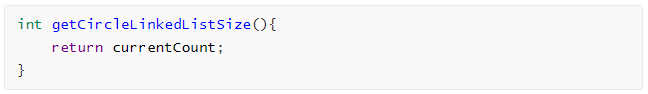 int getCircleLinkedListSize(){
    return currentCount;
}